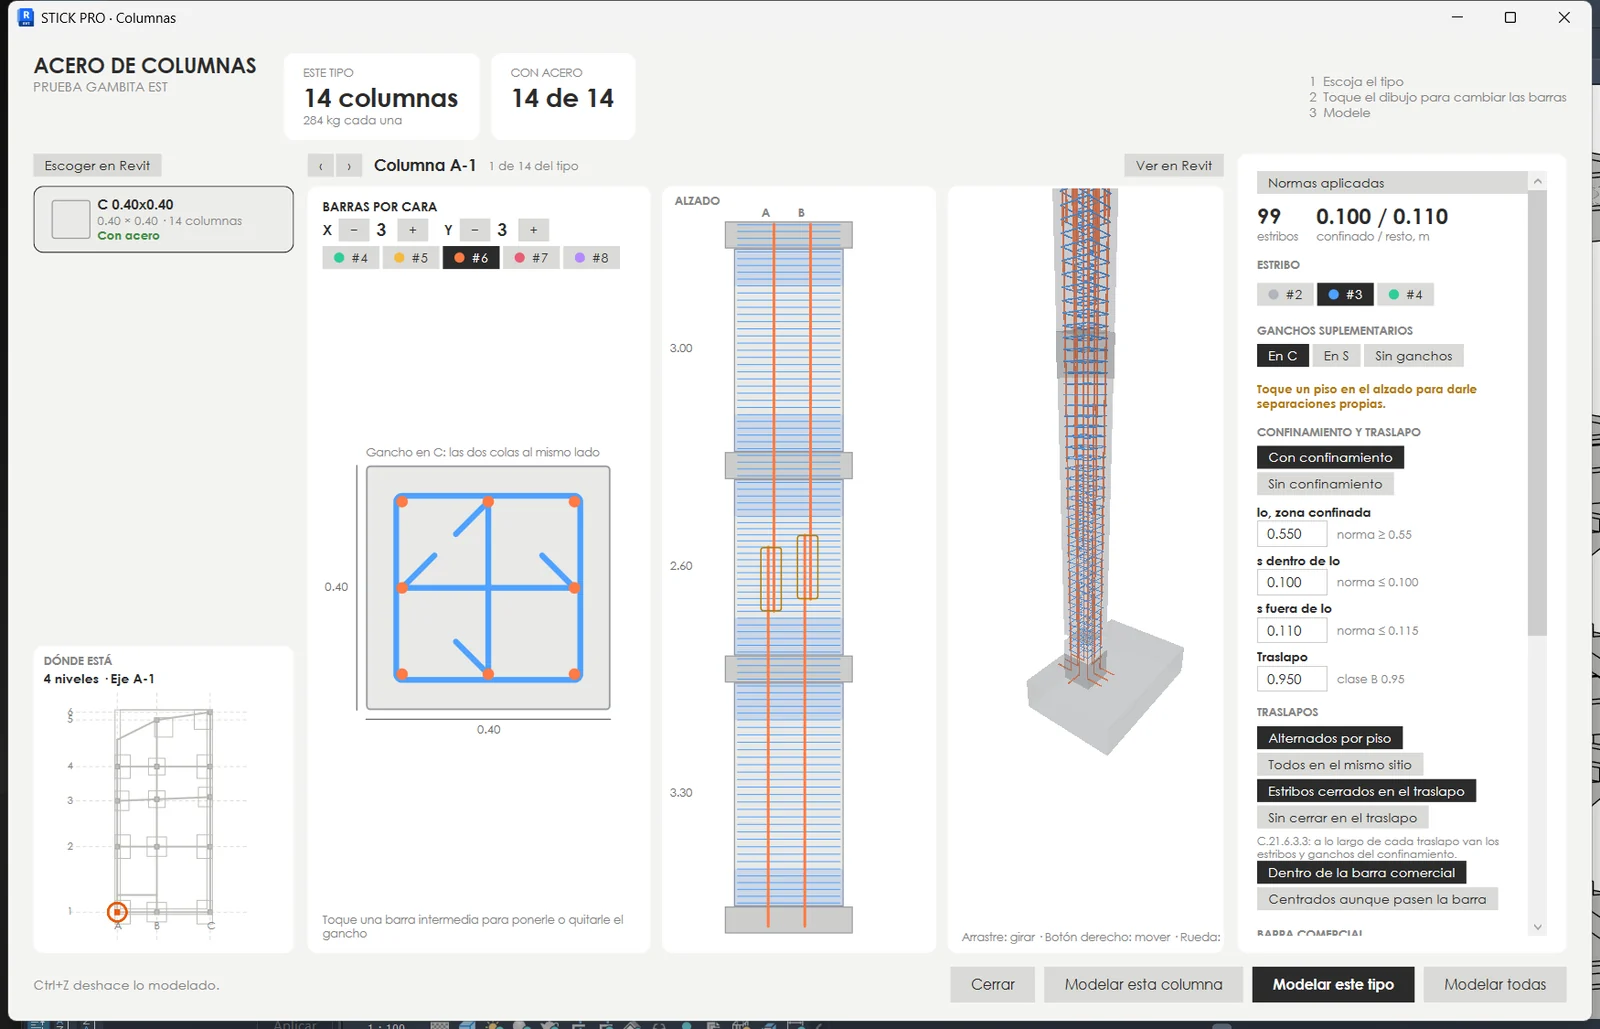 STICK PRO · Columnas
ACERO DE COLUMNAS
PRUEBA GAMBITA EST
ESTE TIPO
14 columnas
284 kg cada una
CON ACERO
14 de 14
1 Escoja el tipo
2 Toque el dibujo para cambiar las barras
3 Modele
Escoger en Revit
C 0.40x0.40
0.40 × 0.40 · 14 columnas
Con acero
‹ › Columna A-1 1 de 14 del tipo
Ver en Revit
BARRAS POR CARA
X − 3 + Y − 3 +
#4 #5 #6 #7 #8
Gancho en C: las dos colas al mismo lado
0.40
0.40
Toque una barra intermedia para ponerle o quitarle el
gancho
ALZADO
A B
3.00
2.60
3.30
Arrastre: girar · Botón derecho: mover · Rueda:
DÓNDE ESTÁ
4 niveles · Eje A-1
6
5
4
3
2
1
A B C
Normas aplicadas
99 0.100 / 0.110
estribos confinado / resto, m
ESTRIBO
#2 #3 #4
GANCHOS SUPLEMENTARIOS
En C En S Sin ganchos
Toque un piso en el alzado para darle
separaciones propias.
CONFINAMIENTO Y TRASLAPO
Con confinamiento
Sin confinamiento
lo, zona confinada
0.550 norma ≥ 0.55
s dentro de lo
0.100 norma ≤ 0.100
s fuera de lo
0.110 norma ≤ 0.115
Traslapo
0.950 clase B 0.95
TRASLAPOS
Alternados por piso
Todos en el mismo sitio
Estribos cerrados en el traslapo
Sin cerrar en el traslapo
C.21.6.3.3: a lo largo de cada traslapo van los
estribos y ganchos del confinamiento.
Dentro de la barra comercial
Centrados aunque pasen la barra
BARRA COMERCIAL
Ctrl+Z deshace lo modelado.
Cerrar Modelar esta columna Modelar este tipo Modelar todas
Aplicar 1 : 100